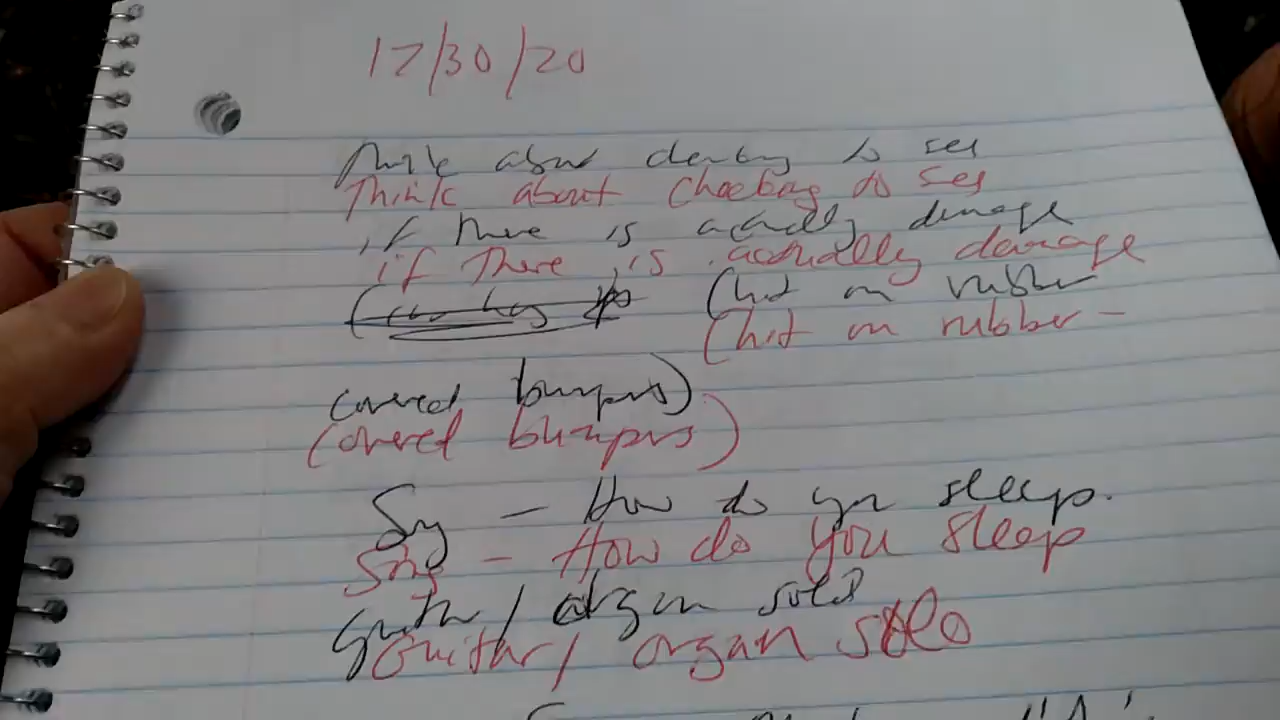 12/30/20
Think about checking to see
Think about checking to see
if there is actually damage
if there is actually damage
(hit on rubber
(hit on rubber -
covered bumpers)
covered bumpers)
Song - How do you sleep.
Song - How do you sleep
Guitar / organ solo
Guitar / organ solo
"A"